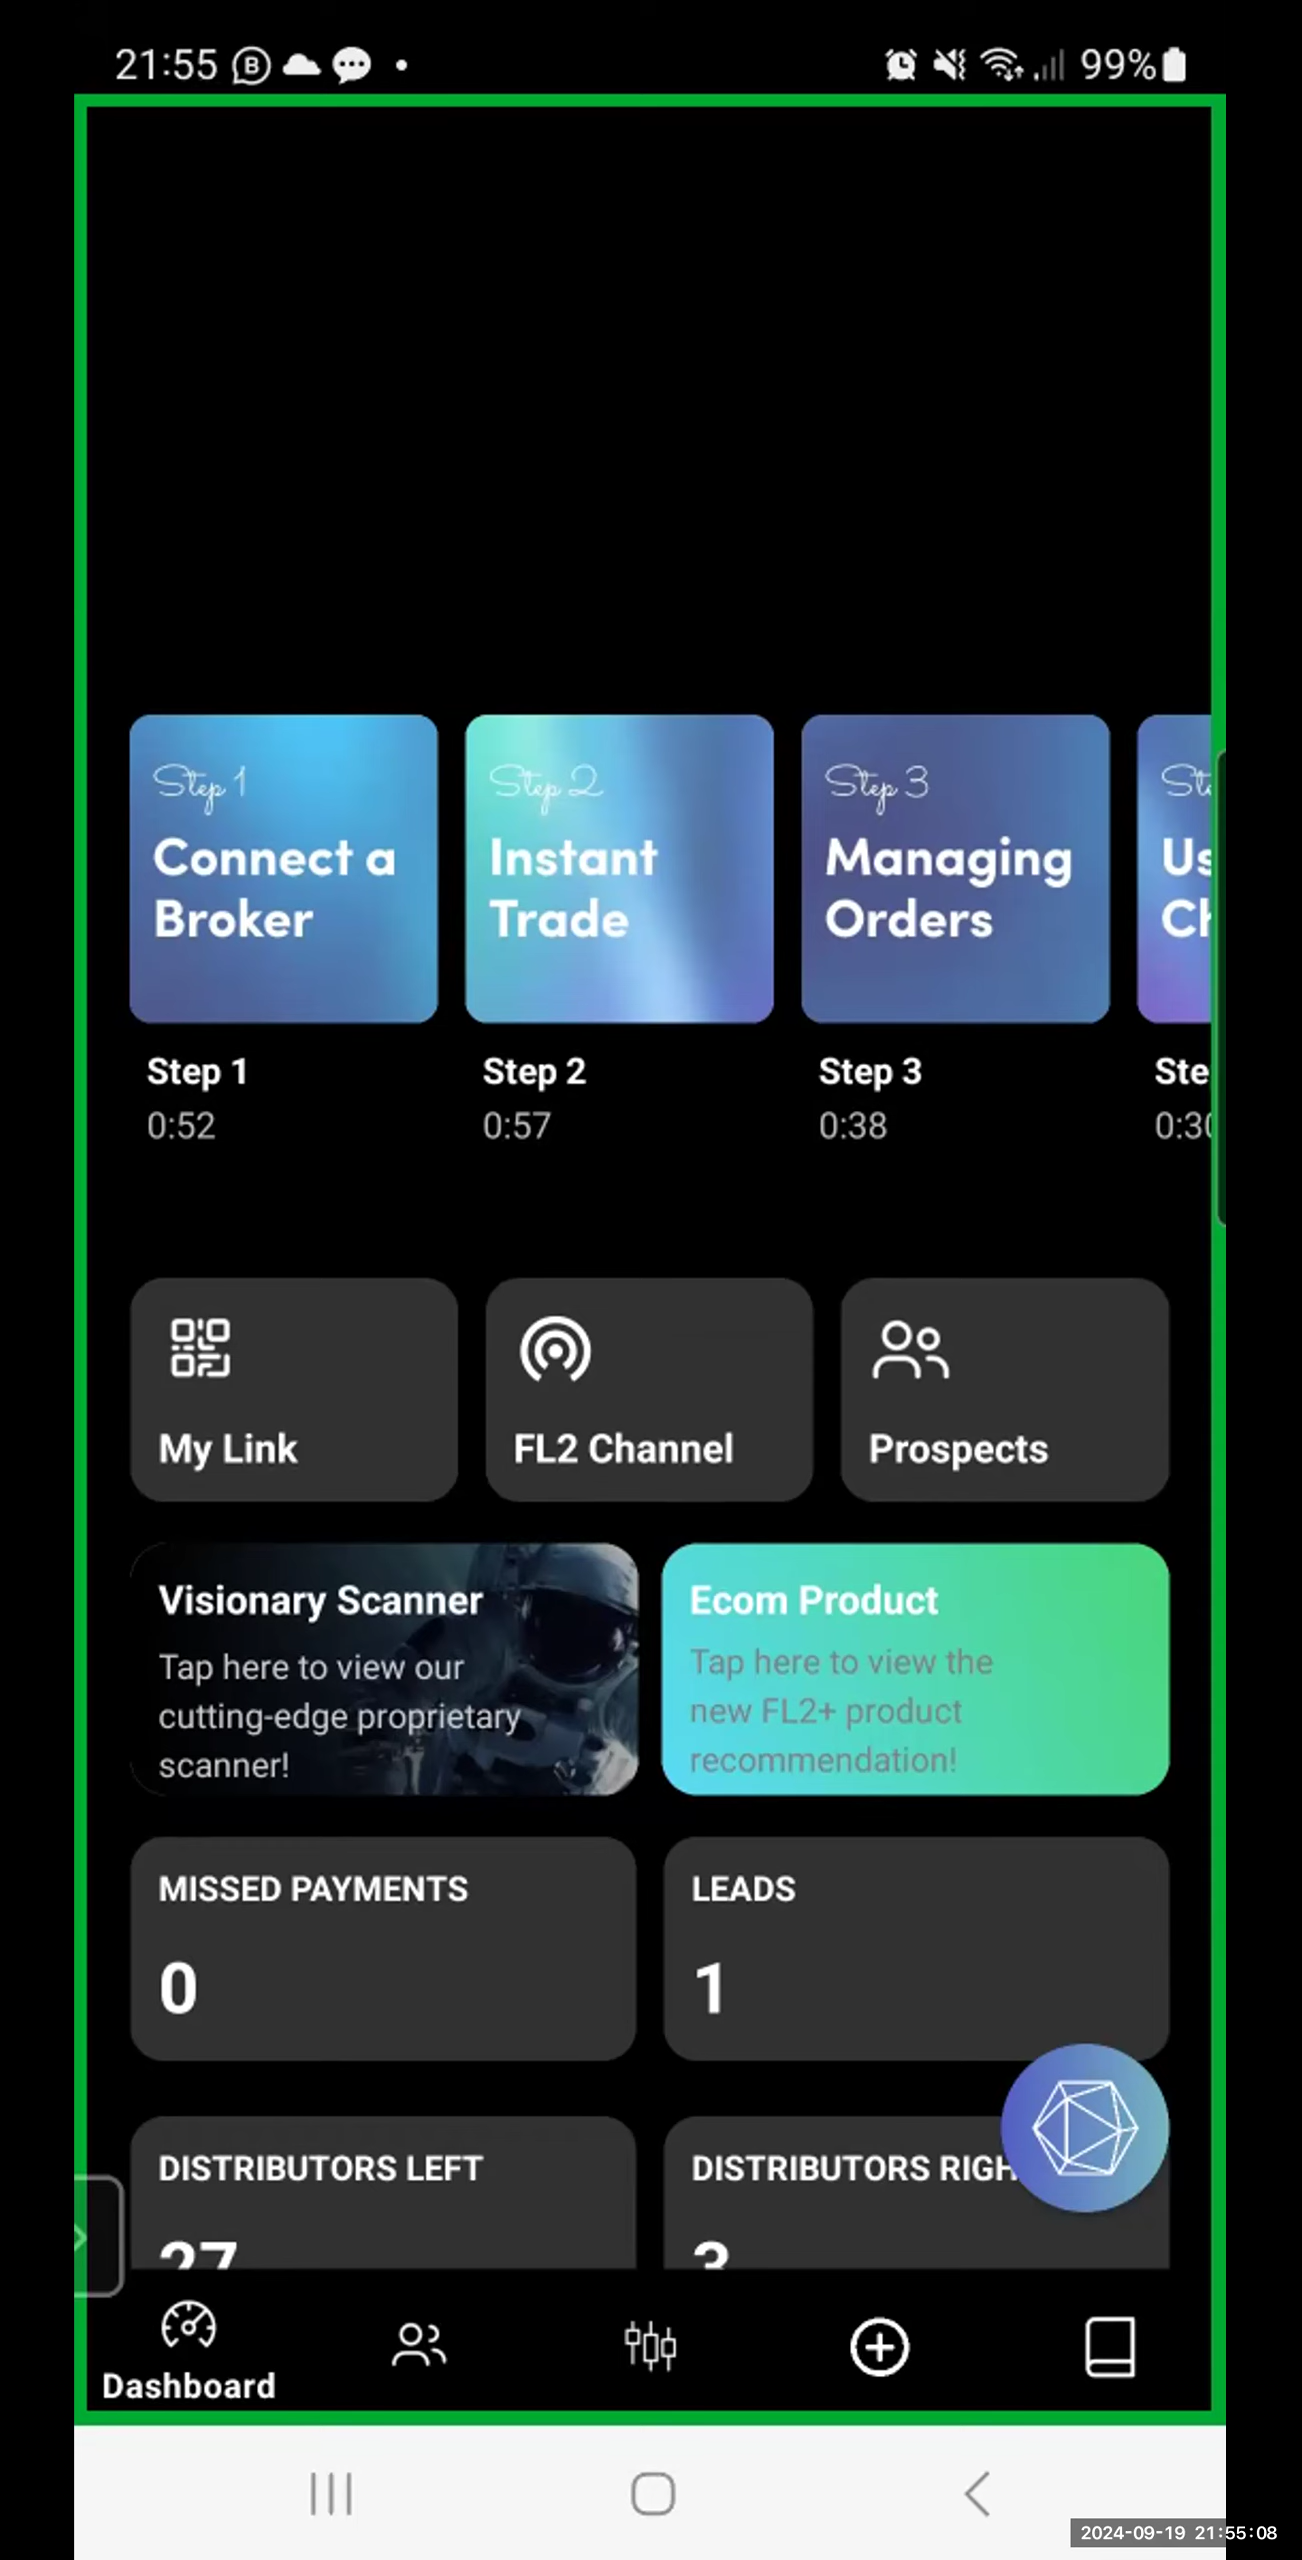 21:55
99%
Step 1
Connect a
Broker
Step 2
Instant
Trade
Step 3
Managing
Orders
Step 1
0:52
Step 2
0:57
Step 3
0:38
My Link
FL2 Channel
Prospects
Visionary Scanner
Tap here to view our
cutting-edge proprietary
scanner!
Ecom Product
Tap here to view the
new FL2+ product
recommendation!
MISSED PAYMENTS
0
LEADS
1
DISTRIBUTORS LEFT
27
DISTRIBUTORS
3
Dashboard
2024-09-19 21:55:08